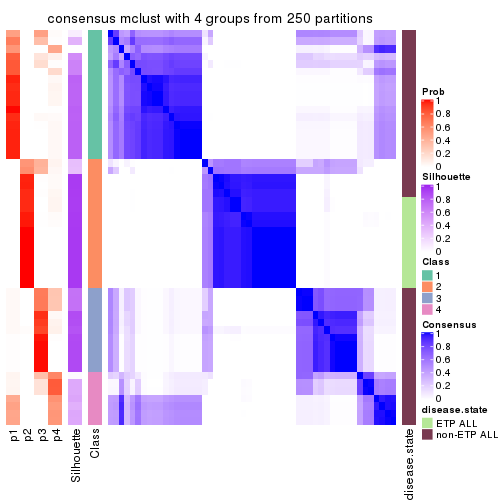 consensus mclust with 4 groups from 250 partitions
Prob
1
0.8
0.6
0.4
0.2
0
Silhouette
1
0.8
0.6
0.4
0.2
0
Class
1
2
3
4
Consensus
1
0.8
0.6
0.4
0.2
0
disease.state
ETP ALL
non-ETP ALL
p1
p2
p3
p4
Silhouette
Class
disease.state